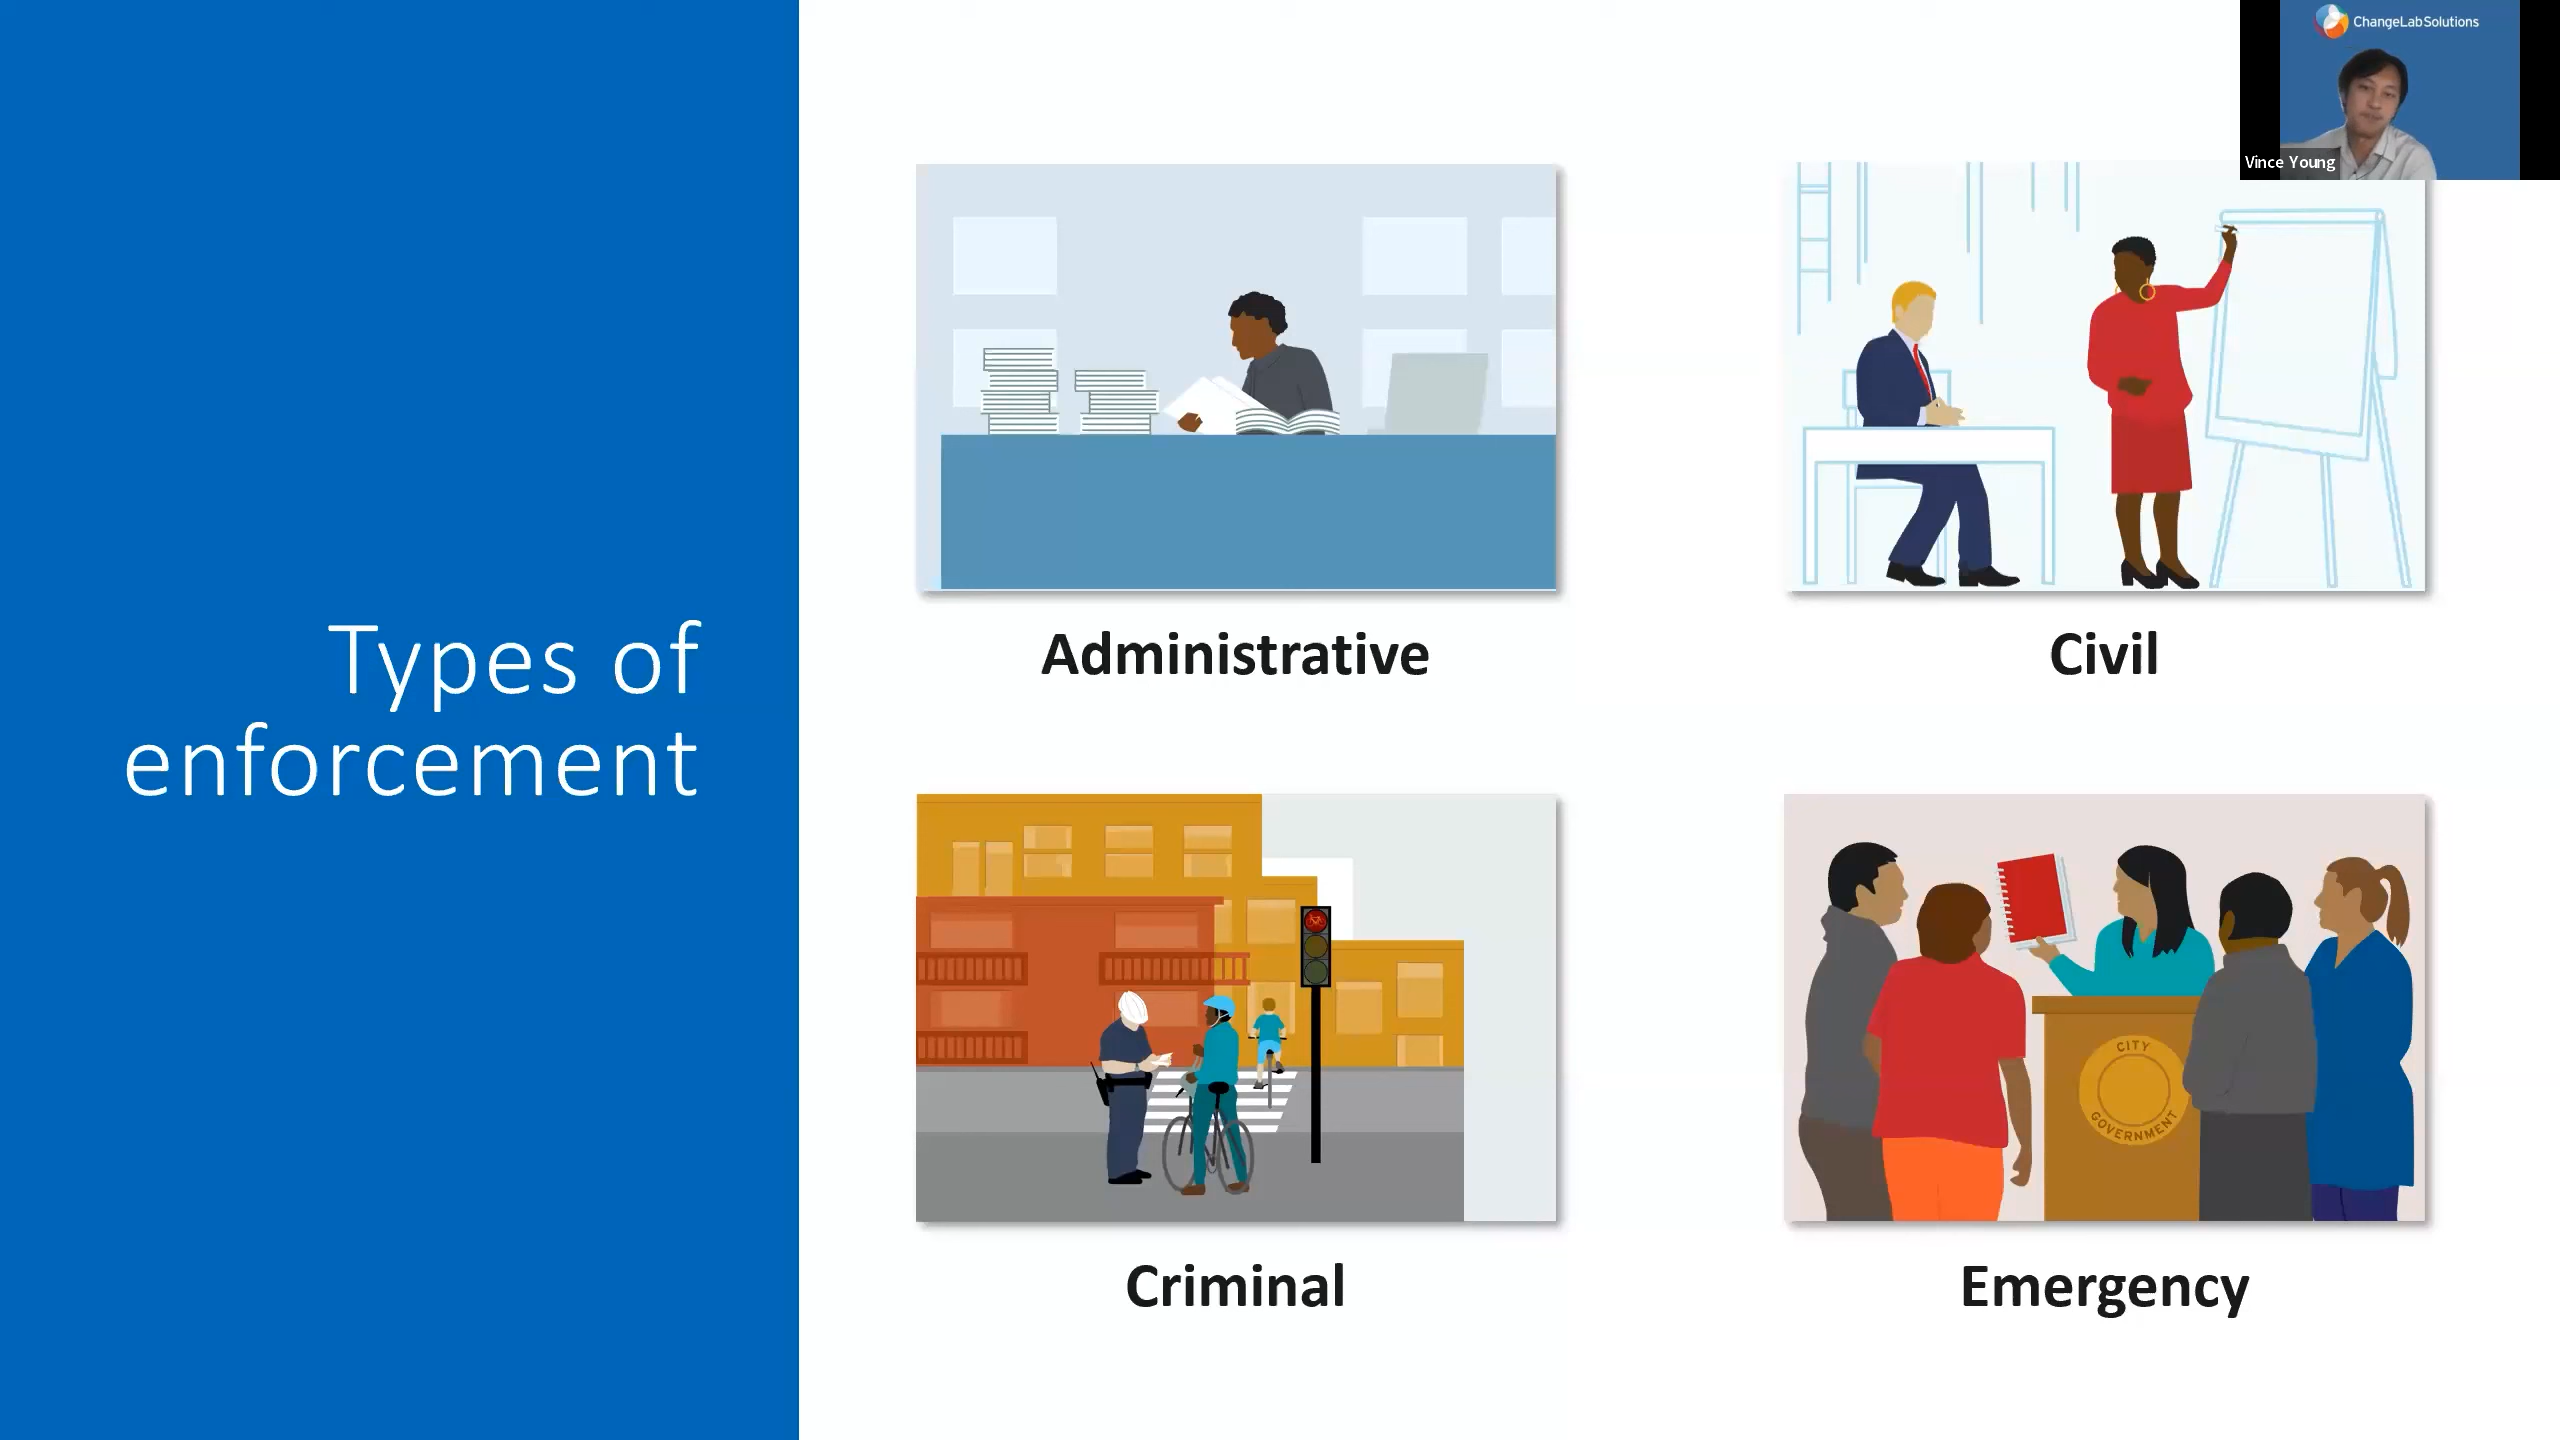 ChangeLabSolutions
Vince Young
Types of
enforcement
Administrative
Civil
Criminal
Emergency
CITY
GOVERNMENT